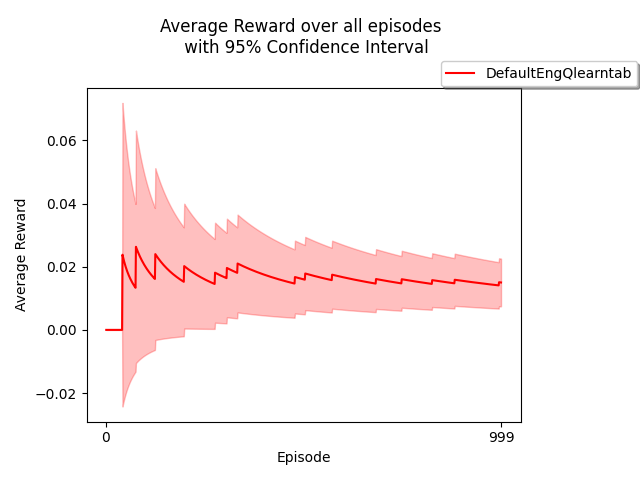 Average Reward over all episodes
with 95% Confidence Interval
DefaultEngQlearntab
0.06
0.04
0.02
0.00
−0.02
Average Reward
0
999
Episode